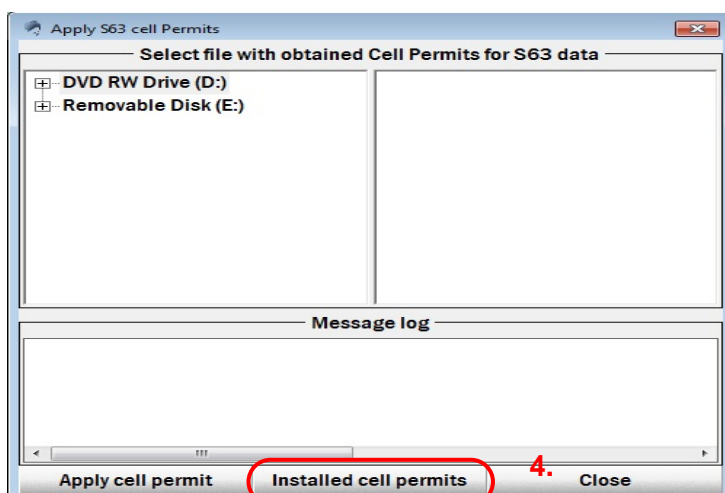 Apply S63 cell Permits
Select file with obtained Cell Permits for S63 data
DVD RW Drive (D:)
Removable Disk (E:)
Message log
4.
Apply cell permit Installed cell permits Close